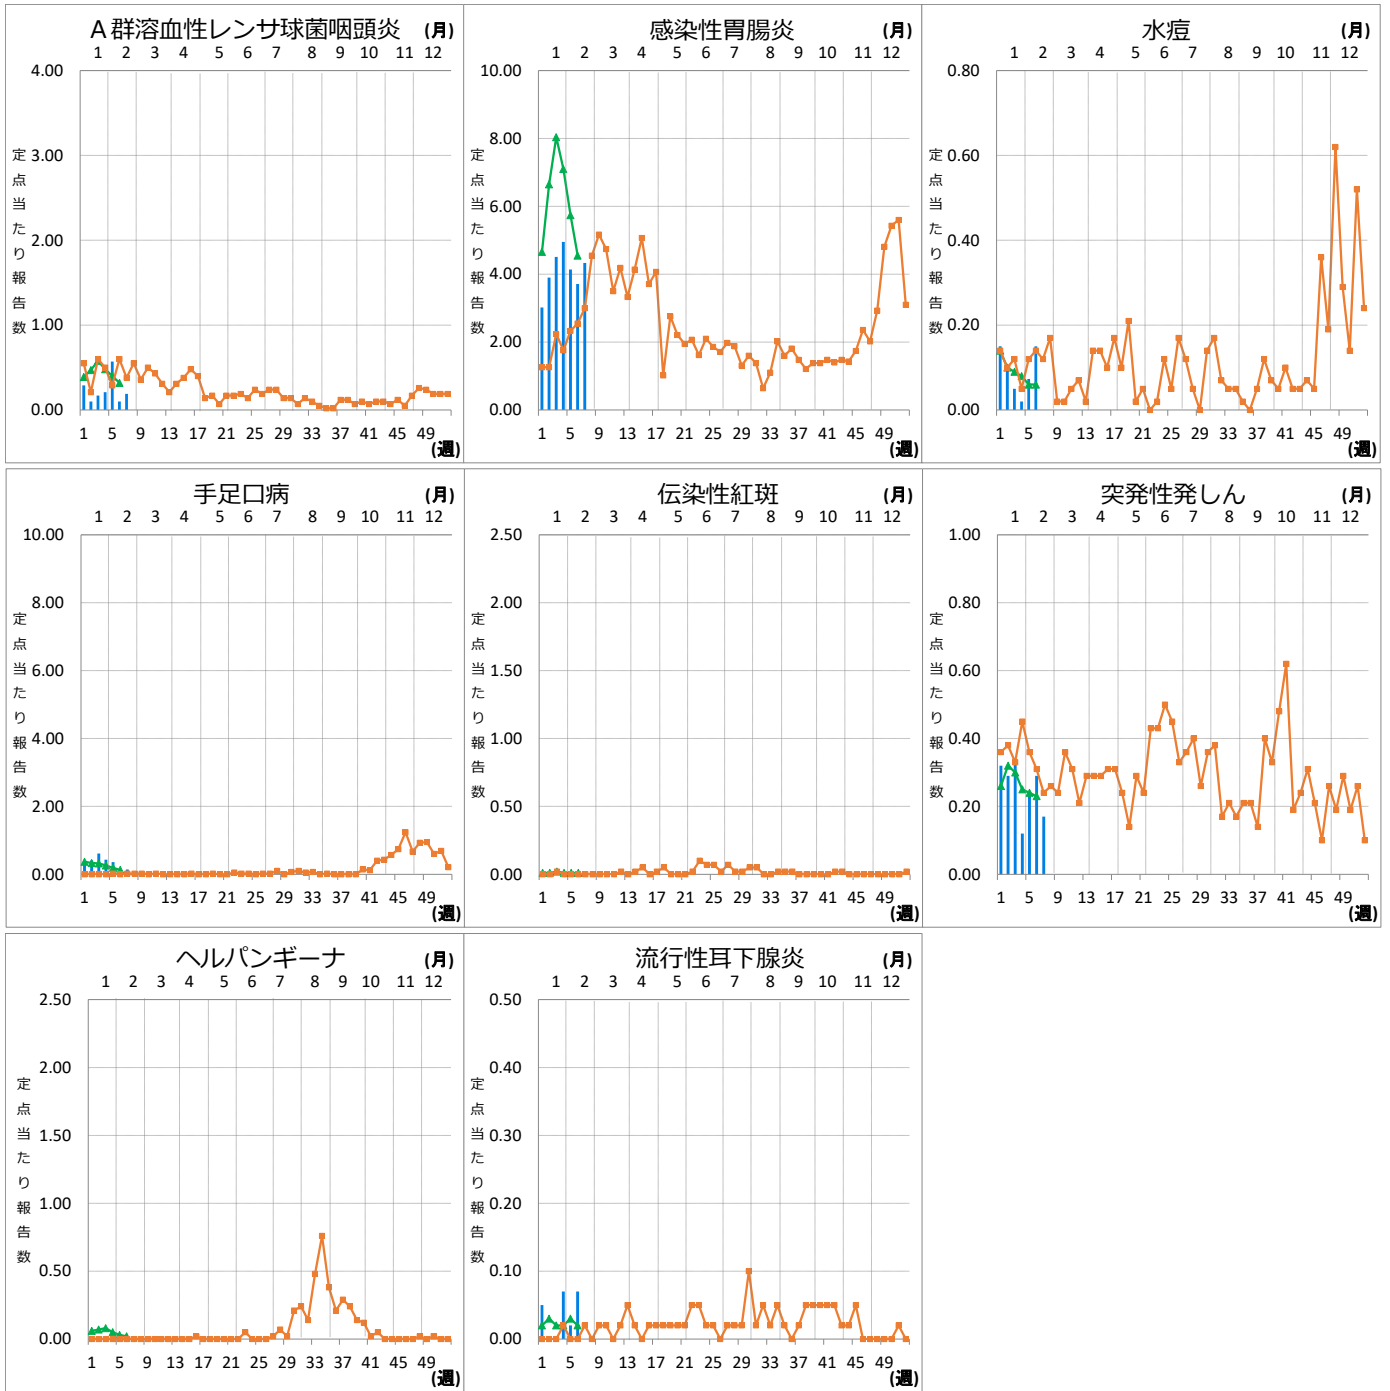 A群溶血性レンサ球菌咽頭炎 (月)
1 2 3 4 5 6 7 8 9 10 11 12
4.00
3.00
2.00
1.00
0.00
定点当たり報告数
1 5 9 13 17 21 25 29 33 37 41 45 49
(週)
感染性胃腸炎 (月)
1 2 3 4 5 6 7 8 9 10 11 12
10.00
8.00
6.00
4.00
2.00
0.00
定点当たり報告数
1 5 9 13 17 21 25 29 33 37 41 45 49
(週)
水痘 (月)
1 2 3 4 5 6 7 8 9 10 11 12
0.80
0.60
0.40
0.20
0.00
定点当たり報告数
1 5 9 13 17 21 25 29 33 37 41 45 49
(週)
手足口病 (月)
1 2 3 4 5 6 7 8 9 10 11 12
10.00
8.00
6.00
4.00
2.00
0.00
定点当たり報告数
1 5 9 13 17 21 25 29 33 37 41 45 49
(週)
伝染性紅斑 (月)
1 2 3 4 5 6 7 8 9 10 11 12
2.50
2.00
1.50
1.00
0.50
0.00
定点当たり報告数
1 5 9 13 17 21 25 29 33 37 41 45 49
(週)
突発性発しん (月)
1 2 3 4 5 6 7 8 9 10 11 12
1.00
0.80
0.60
0.40
0.20
0.00
定点当たり報告数
1 5 9 13 17 21 25 29 33 37 41 45 49
(週)
ヘルパンギーナ (月)
1 2 3 4 5 6 7 8 9 10 11 12
2.50
2.00
1.50
1.00
0.50
0.00
定点当たり報告数
1 5 9 13 17 21 25 29 33 37 41 45 49
(週)
流行性耳下腺炎 (月)
1 2 3 4 5 6 7 8 9 10 11 12
0.50
0.40
0.30
0.20
0.10
0.00
定点当たり報告数
1 5 9 13 17 21 25 29 33 37 41 45 49
(週)